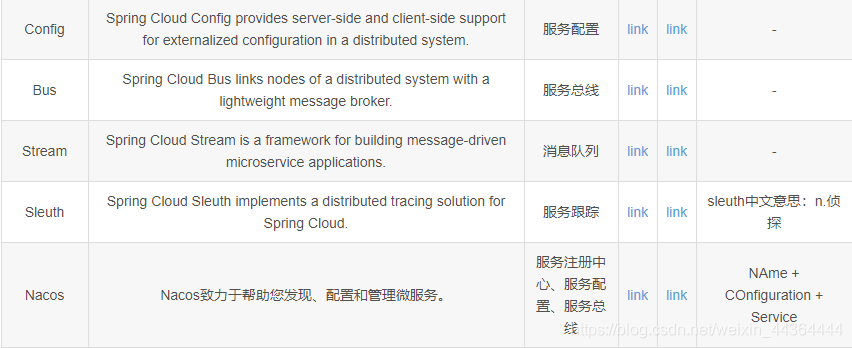 Config
Spring Cloud Config provides server-side and client-side support
for externalized configuration in a distributed system.
服务配置
link
link
-
Bus
Spring Cloud Bus links nodes of a distributed system with a
lightweight message broker.
服务总线
link
link
-
Stream
Spring Cloud Stream is a framework for building message-driven
microservice applications.
消息队列
link
link
-
Sleuth
Spring Cloud Sleuth implements a distributed tracing solution for
Spring Cloud.
服务跟踪
link
link
sleuth中文意思：n.侦
探
Nacos
Nacos致力于帮助您发现、配置和管理微服务。
服务注册中
心、服务配
置、服务总
线
link
link
NAme +
COnfiguration +
Service
https://blog.csdn.net/weixin_44364444